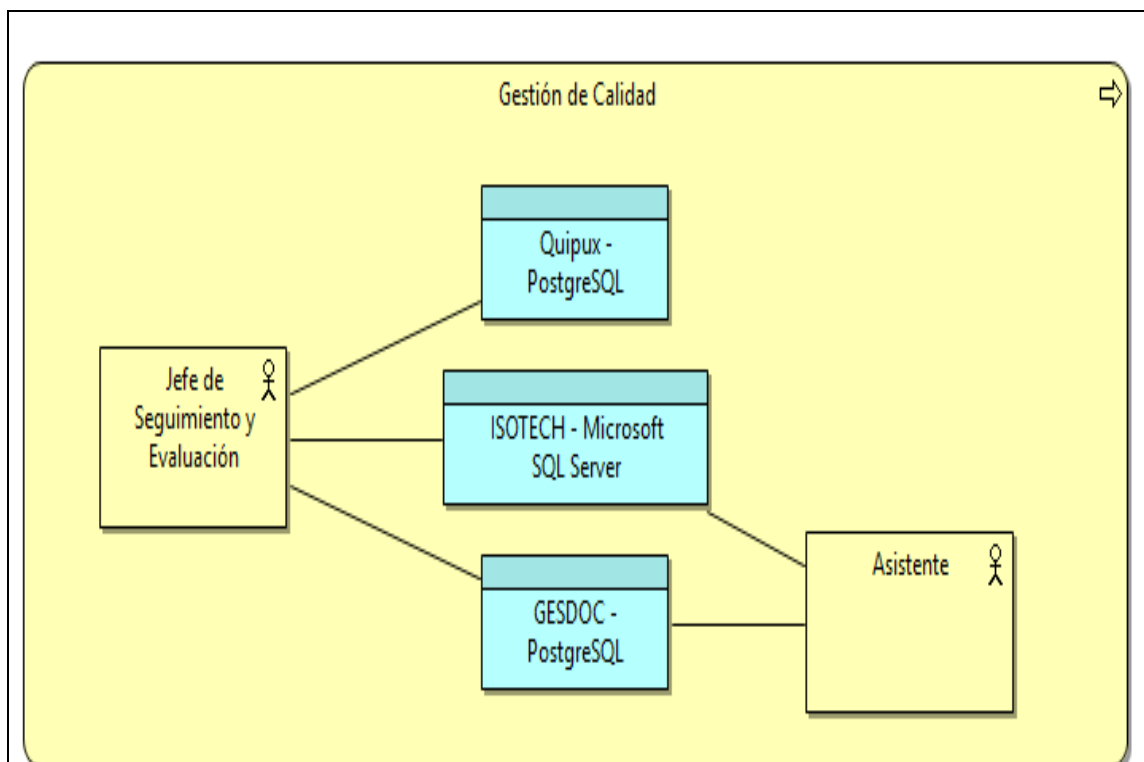 Gestión de Calidad
Quipux -
PostgreSQL
Jefe de
Seguimiento y
Evaluación
ISOTECH - Microsoft
SQL Server
Asistente
GESDOC -
PostgreSQL